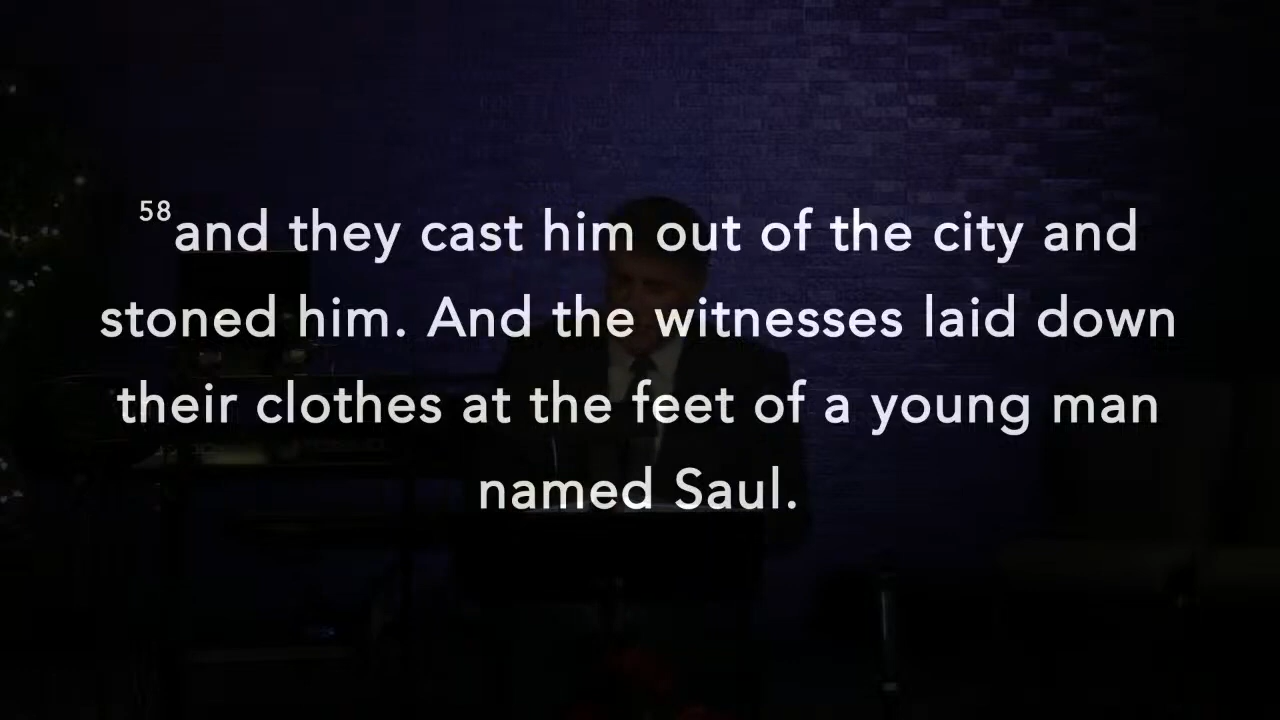 58and they cast him out of the city and
stoned him. And the witnesses laid down
their clothes at the feet of a young man
named Saul.